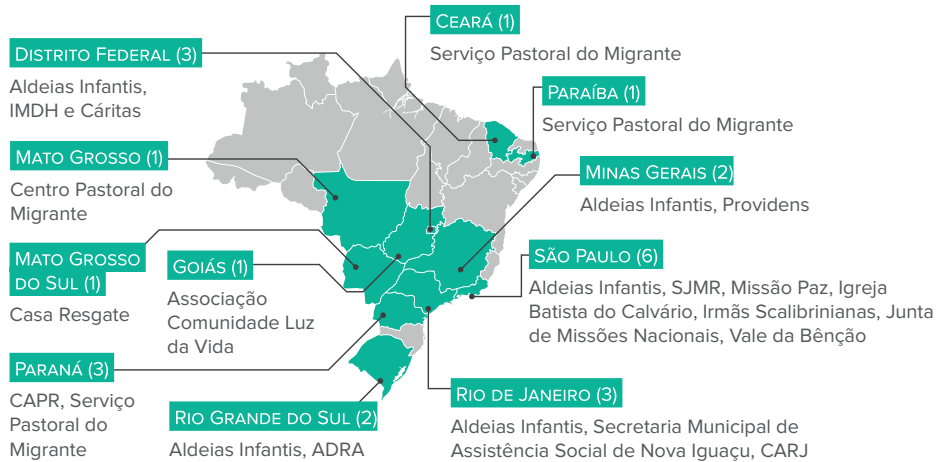 CEARÁ (1)
Serviço Pastoral do Migrante
DISTRITO FEDERAL (3)
Aldeias Infantis,
IMDH e Cáritas
PARAÍBA (1)
Serviço Pastoral do Migrante
MATO GROSSO (1)
Centro Pastoral do
Migrante
MINAS GERAIS (2)
Aldeias Infantis, Providens
MATO GROSSO
DO SUL (1)
Casa Resgate
GOIÁS (1)
Associação
Comunidade Luz
da Vida
SÃO PAULO (6)
Aldeias Infantis, SJMR, Missão Paz, Igreja
Batista do Calvário, Irmãs Scalibrinianas, Junta
de Missões Nacionais, Vale da Bênção
PARANÁ (3)
CAPR, Serviço
Pastoral do
Migrante
RIO GRANDE DO SUL (2)
Aldeias Infantis, ADRA
RIO DE JANEIRO (3)
Aldeias Infantis, Secretaria Municipal de
Assistência Social de Nova Iguaçu, CARJ